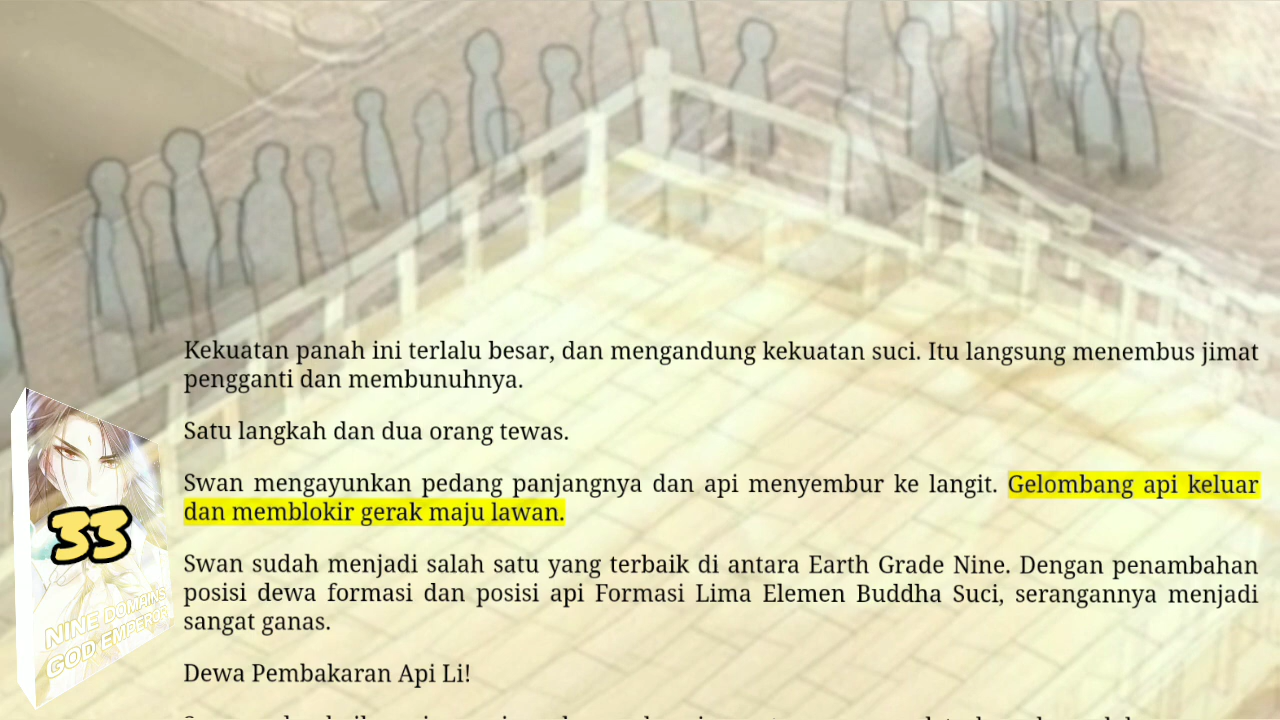 Kekuatan panah ini terlalu besar, dan mengandung kekuatan suci. Itu langsung menembus jimat
pengganti dan membunuhnya.
Satu langkah dan dua orang tewas.
Swan mengayunkan pedang panjangnya dan api menyembur ke langit. Gelombang api keluar
dan memblokir gerak maju lawan.
Swan sudah menjadi salah satu yang terbaik di antara Earth Grade Nine. Dengan penambahan
posisi dewa formasi dan posisi api Formasi Lima Elemen Buddha Suci, serangannya menjadi
sangat ganas.
Dewa Pembakaran Api Li!
33
NINE DOMAINS
GOD EMPEROR